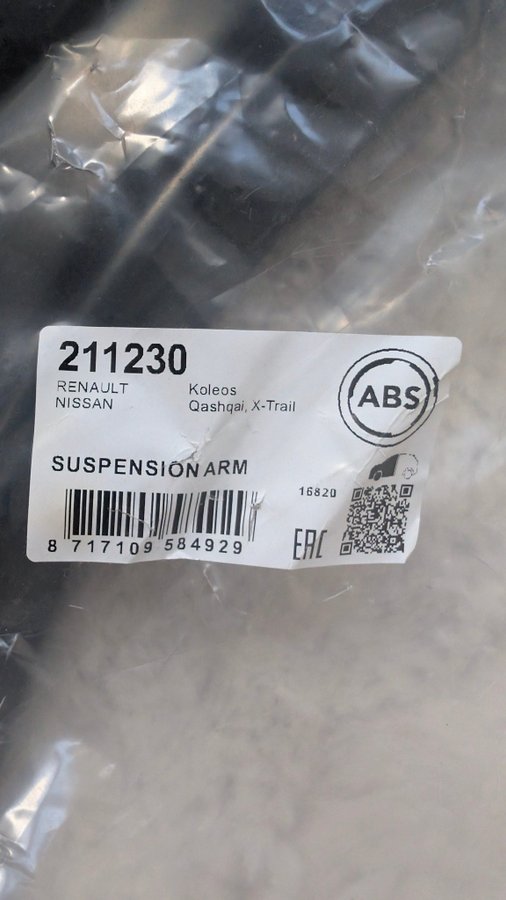 211230
RENAULT Koleos
NISSAN Qashqai, X-Trail
ABS
SUSPENSION ARM
16820
8 717109 584929
EAC